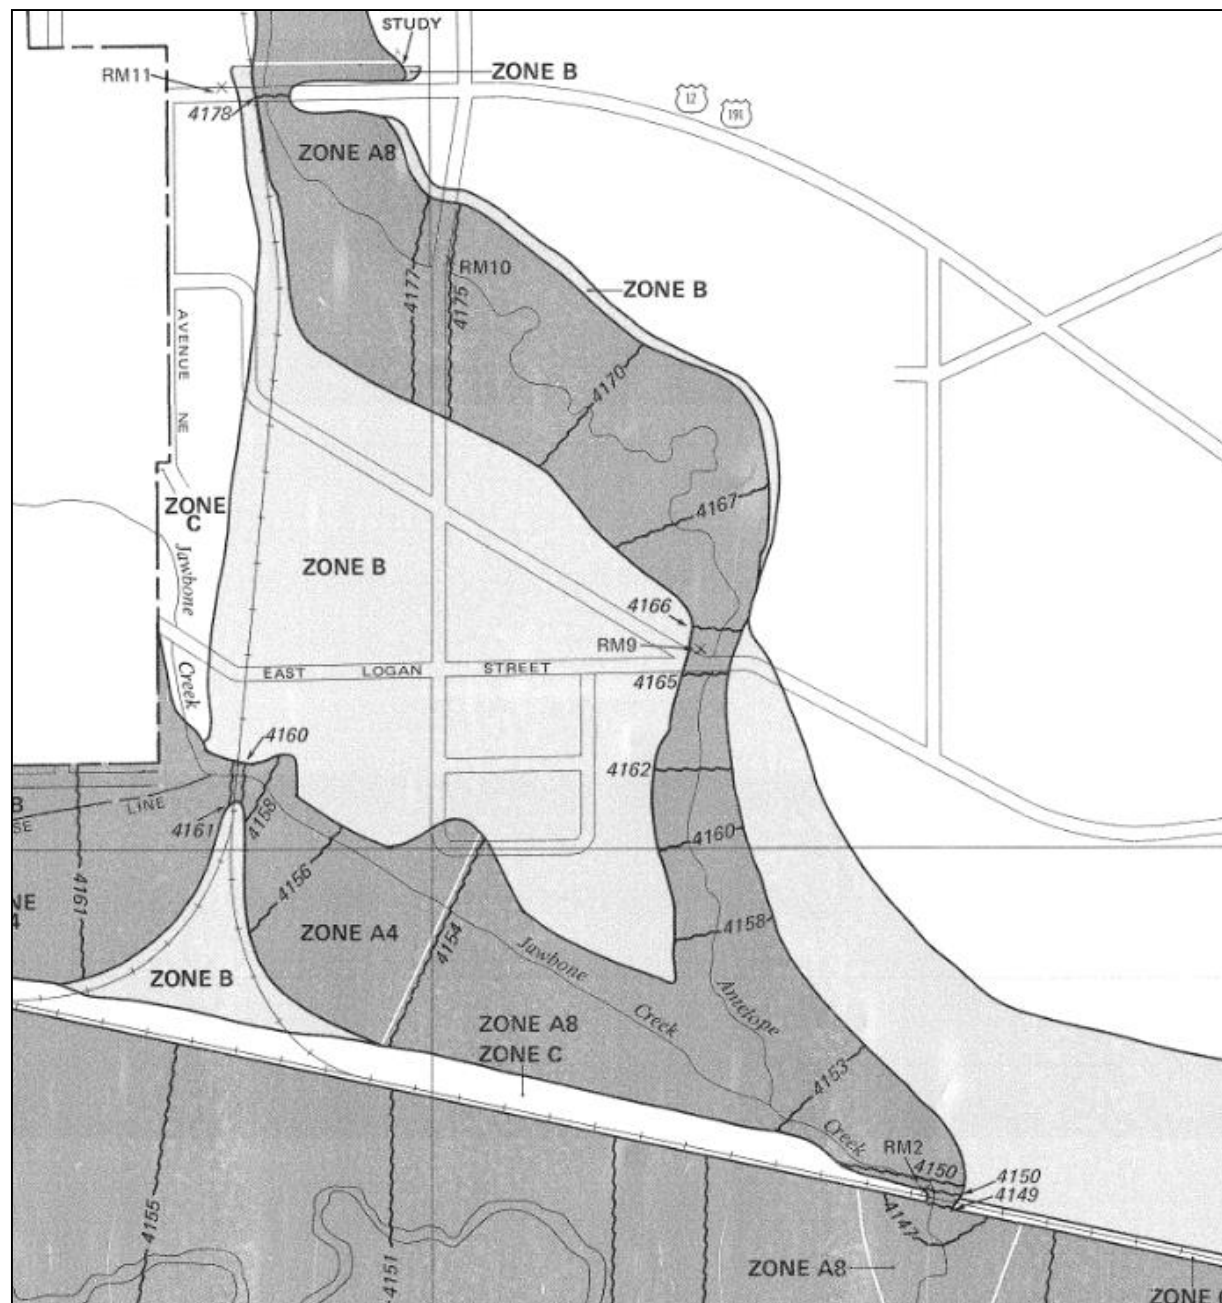 STUDY
ZONE B
RM11
4178
12
191
ZONE A8
RM10
4177
4175
ZONE B
AVENUE NE
4170
ZONE
C
4167
Jawbone
Creek
ZONE B
4166
RM9
EAST LOGAN STREET
4165
4160
4162
LINE
4161
4158
4160
4161
4156
4158
ZONE A4
4154
ZONE B
Jawbone
Creek
Antelope
Creek
ZONE A8
ZONE C
4153
RM2
4150
4150
4149
4147
4155
4151
ZONE A8
ZONE